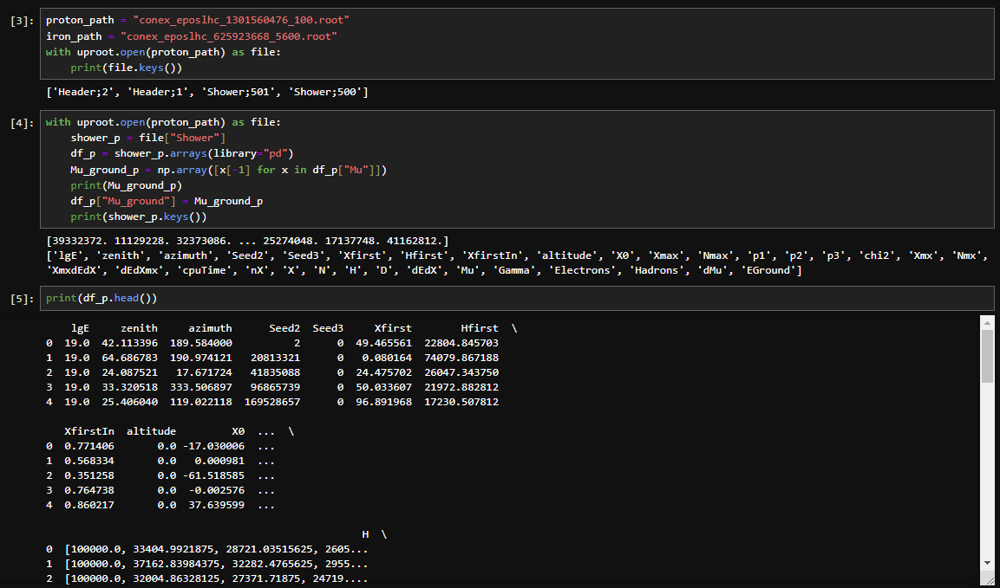 [3]: proton_path = "conex_eposlhc_1301560476_100.root"
iron_path = "conex_eposlhc_625923668_5600.root"
with uproot.open(proton_path) as file:
    print(file.keys())
['Header;2', 'Header;1', 'Shower;501', 'Shower;500']
[4]: with uproot.open(proton_path) as file:
    shower_p = file["Shower"]
    df_p = shower_p.arrays(library="pd")
    Mu_ground_p = np.array([x[-1] for x in df_p["Mu"]])
    print(Mu_ground_p)
    df_p["Mu_ground"] = Mu_ground_p
    print(shower_p.keys())
[39332372. 11129228. 32373086. ... 25274048. 17137748. 41162812.]
['lgE', 'zenith', 'azimuth', 'Seed2', 'Seed3', 'Xfirst', 'Hfirst', 'XfirstIn', 'altitude', 'X0', 'Xmax', 'Nmax', 'p1', 'p2', 'p3', 'chi2', 'Xmx', 'Nmx',
'XmxdEdX', 'dEdXmx', 'cpuTime', 'nX', 'X', 'N', 'H', 'D', 'dEdX', 'Mu', 'Gamma', 'Electrons', 'Hadrons', 'dMu', 'EGround']
[5]: print(df_p.head())
    lgE     zenith     azimuth      Seed2  Seed3     Xfirst        Hfirst  \
0  19.0  42.113396  189.584000          2      0  49.465561  22804.845703
1  19.0  64.686783  190.974121   20813321      0   0.080164  74079.867188
2  19.0  24.087521   17.671724   41835088      0  24.475702  26047.343750
3  19.0  33.320518  333.506897   96865739      0  50.033607  21972.882812
4  19.0  25.406040  119.022118  169528657      0  96.891968  17230.507812
   XfirstIn  altitude         X0  ...  \
0  0.771406       0.0 -17.030006  ...
1  0.568334       0.0   0.000981  ...
2  0.351258       0.0 -61.518585  ...
3  0.764738       0.0  -0.002576  ...
4  0.860217       0.0  37.639599  ...
                                                   H  \
0  [100000.0, 33404.9921875, 28721.03515625, 2605...
1  [100000.0, 37162.83984375, 32282.4765625, 2955...
2  [100000.0, 32004.86328125, 27371.71875, 24719....